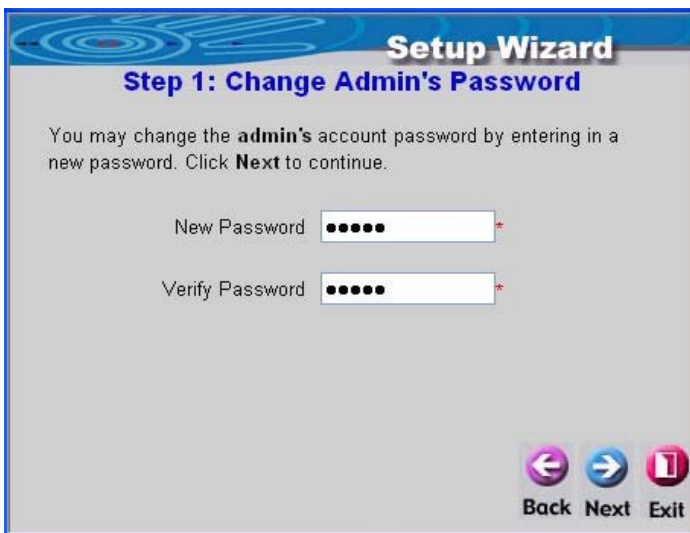 Setup Wizard
Step 1: Change Admin's Password
You may change the admin's account password by entering in a
new password. Click Next to continue.
New Password ●●●●● *
Verify Password ●●●●● *
Back Next Exit